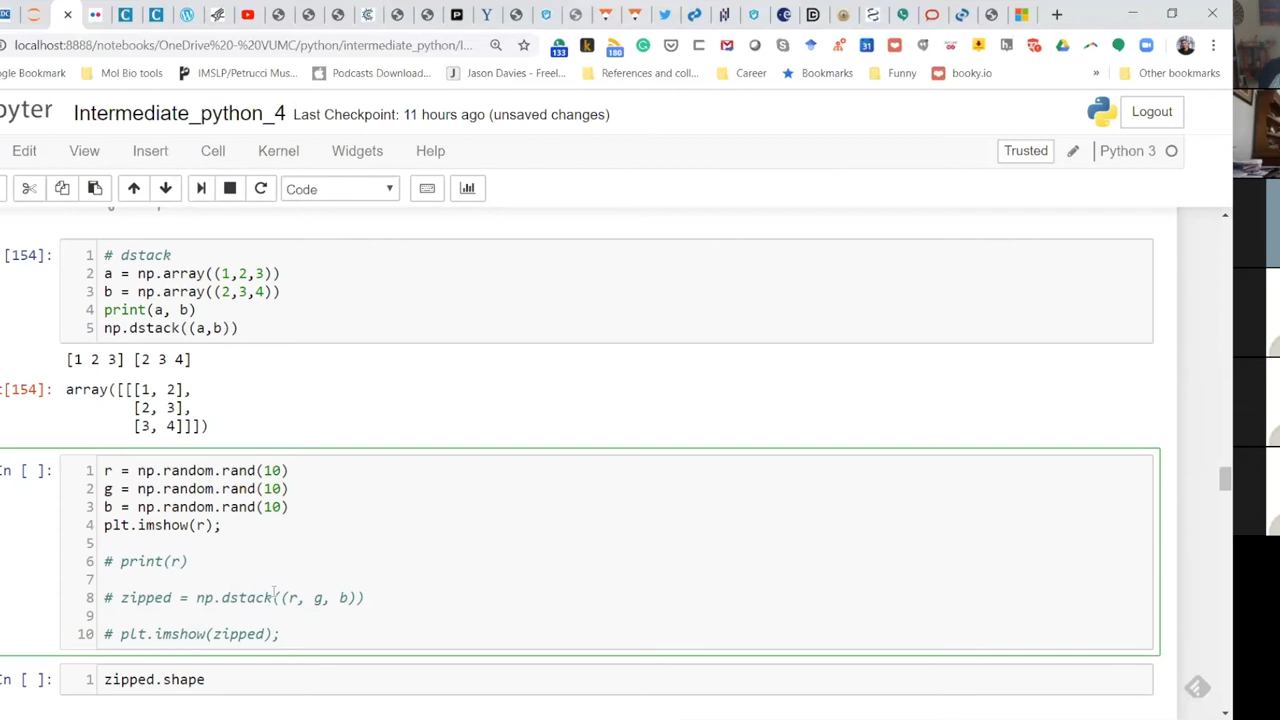 localhost:8888/notebooks/OneDrive%20-%20VUMC/python/intermediate_python/I...
133
180
31
ogle Bookmark
Mol Bio tools
IMSLP/Petrucci Mus...
Podcasts Download...
Jason Davies - Freel...
References and coll...
Career
Bookmarks
Funny
booky.io
»
Other bookmarks
pyter
Intermediate_python_4
Last Checkpoint: 11 hours ago (unsaved changes)
Logout
Edit
View
Insert
Cell
Kernel
Widgets
Help
Trusted
Python 3
Code
[154]:
1 # dstack
2 a = np.array((1,2,3))
3 b = np.array((2,3,4))
4 print(a, b)
5 np.dstack((a,b))
[1 2 3] [2 3 4]
t[154]:
array([[[1, 2],
[2, 3],
[3, 4]]])
In [ ]:
1 r = np.random.rand(10)
2 g = np.random.rand(10)
3 b = np.random.rand(10)
4 plt.imshow(r);
5
6 # print(r)
7
8 # zipped = np.dstack((r, g, b))
9
10 # plt.imshow(zipped);
In [ ]:
1 zipped.shape